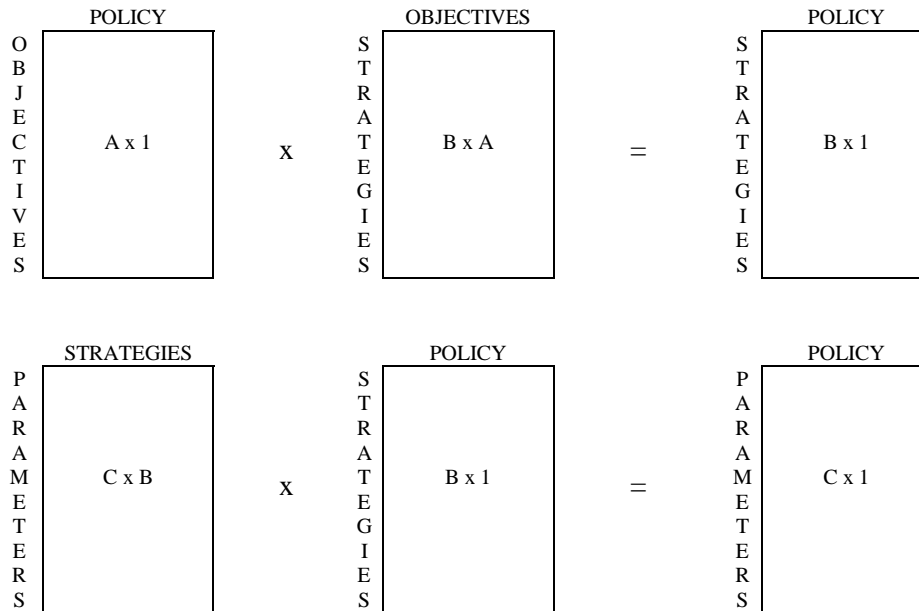 POLICY OBJECTIVES POLICY
OBJECTIVES STRATEGIES STRATEGIES
A x 1 x B x A = B x 1
STRATEGIES POLICY POLICY
PARAMETERS STRATEGIES PARAMETERS
C x B x B x 1 = C x 1